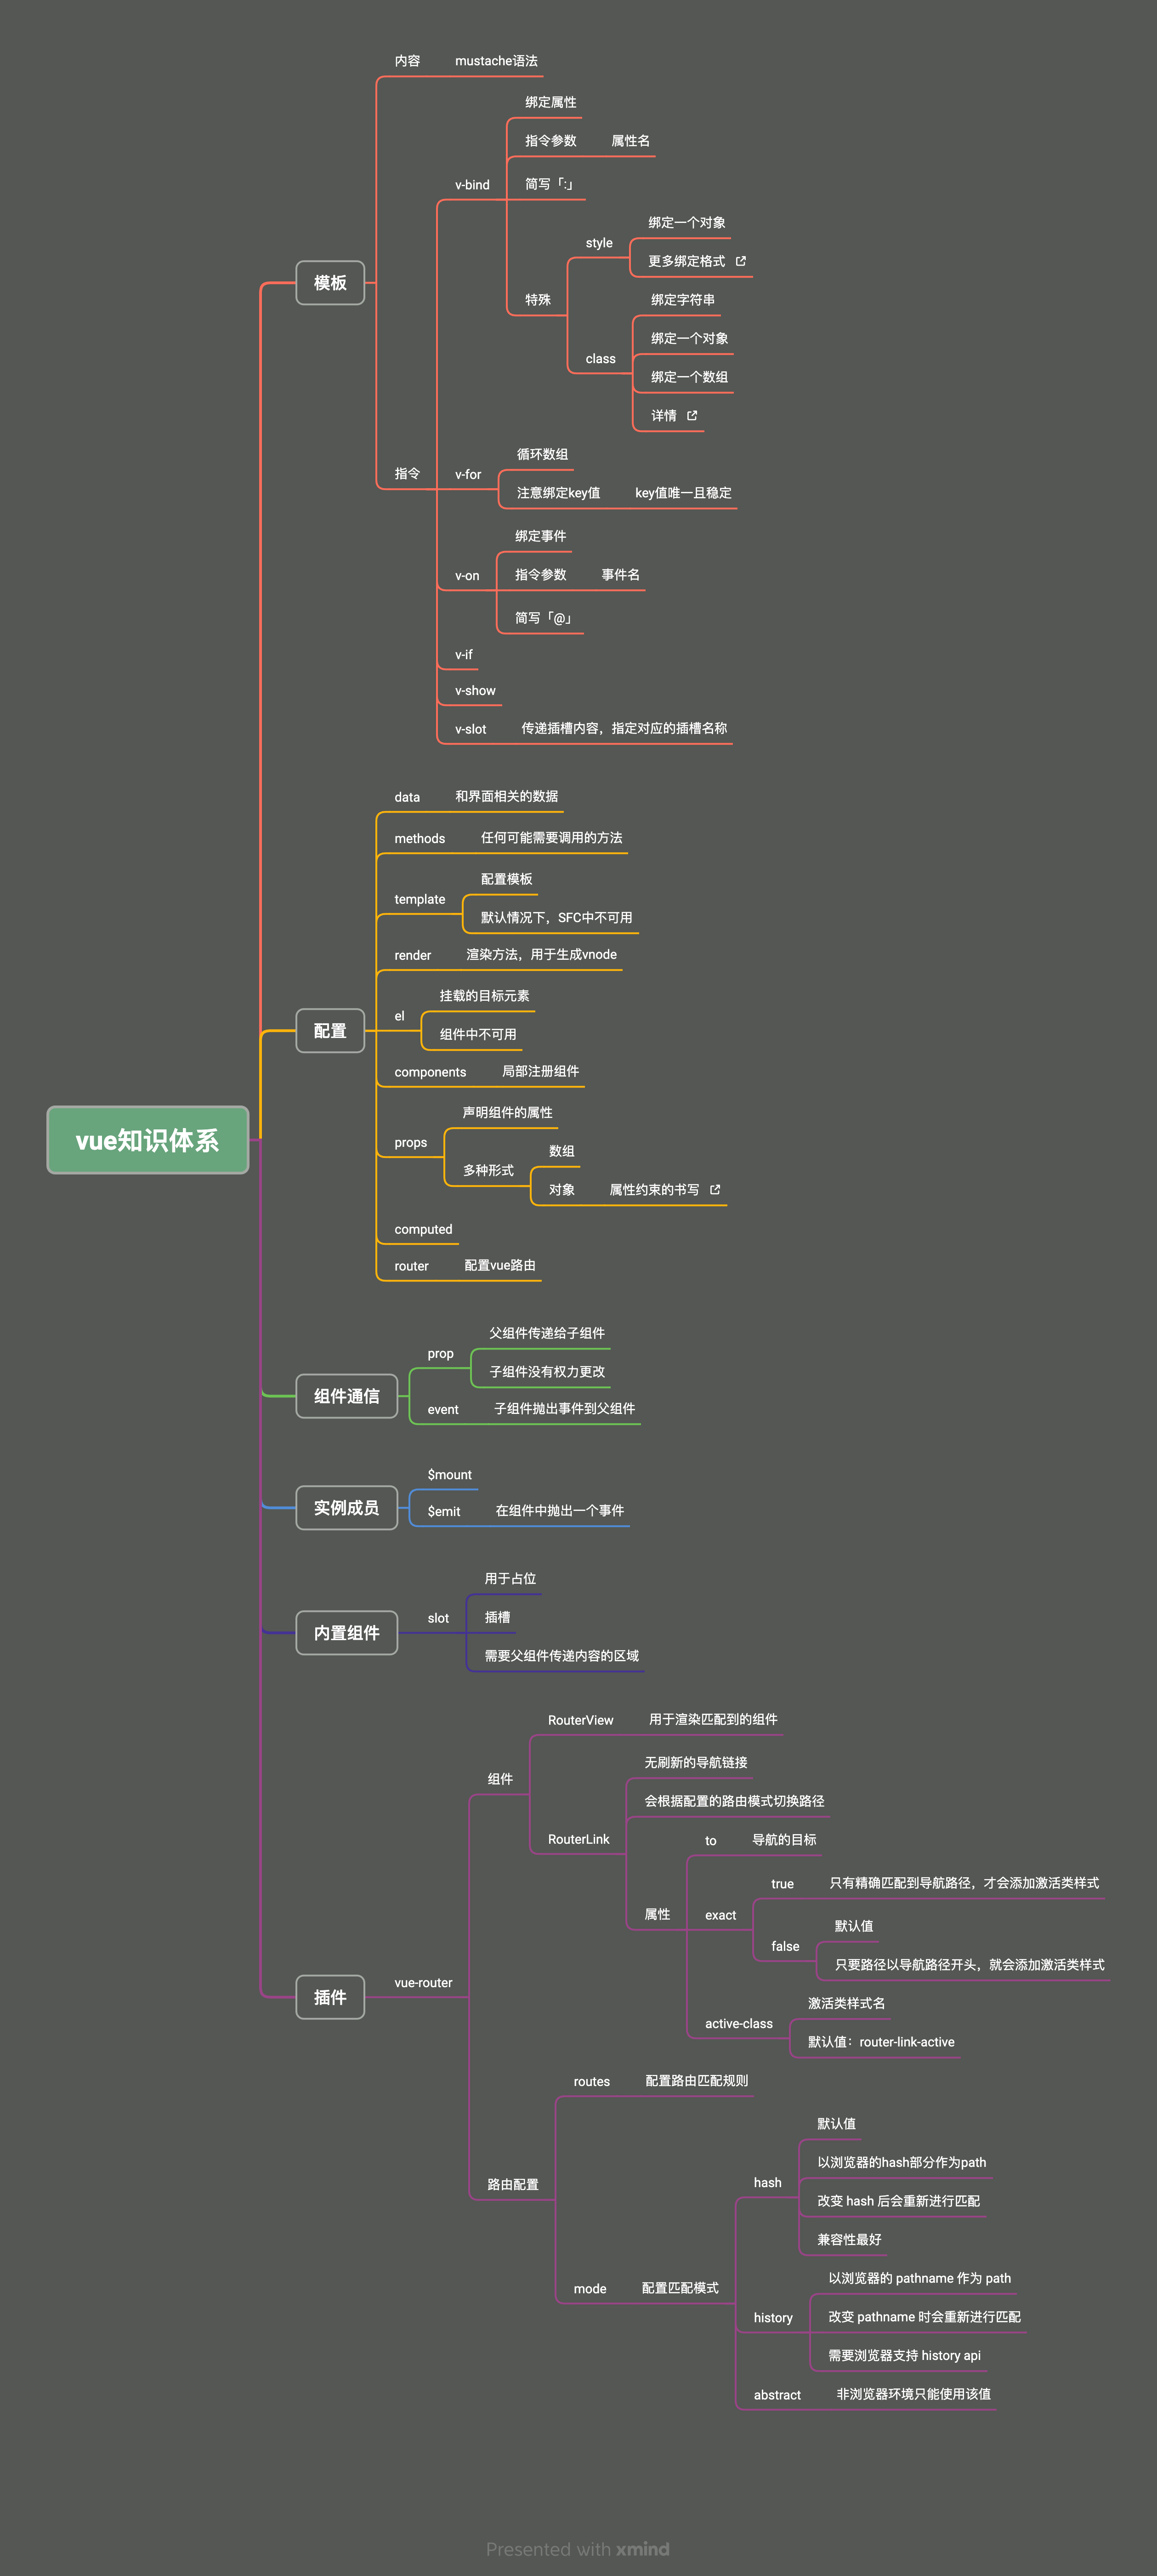 内容 mustache语法
绑定属性
指令参数 属性名
v-bind
简写「:」
绑定一个对象
style
更多绑定格式
模板
特殊
绑定字符串
绑定一个对象
class
绑定一个数组
详情
循环数组
指令
v-for
注意绑定key值 key值唯一且稳定
绑定事件
v-on
指令参数 事件名
简写「@」
v-if
v-show
v-slot 传递插槽内容，指定对应的插槽名称
data 和界面相关的数据
methods 任何可能需要调用的方法
配置模板
template
默认情况下，SFC中不可用
render 渲染方法，用于生成vnode
挂载的目标元素
el
配置
组件中不可用
components 局部注册组件
声明组件的属性
vue知识体系
props
数组
多种形式
对象 属性约束的书写
computed
router 配置vue路由
父组件传递给子组件
prop
子组件没有权力更改
组件通信
event 子组件抛出事件到父组件
$mount
实例成员
$emit 在组件中抛出一个事件
用于占位
内置组件
slot
插槽
需要父组件传递内容的区域
RouterView 用于渲染匹配到的组件
无刷新的导航链接
组件
会根据配置的路由模式切换路径
RouterLink
to 导航的目标
true 只有精确匹配到导航路径，才会添加激活类样式
属性
exact
默认值
false
只要路径以导航路径开头，就会添加激活类样式
插件
vue-router
激活类样式名
active-class
默认值：router-link-active
routes 配置路由匹配规则
默认值
以浏览器的hash部分作为path
路由配置
hash
改变 hash 后会重新进行匹配
兼容性最好
mode 配置匹配模式
以浏览器的 pathname 作为 path
history
改变 pathname 时会重新进行匹配
需要浏览器支持 history api
abstract 非浏览器环境只能使用该值
Presented with xmind